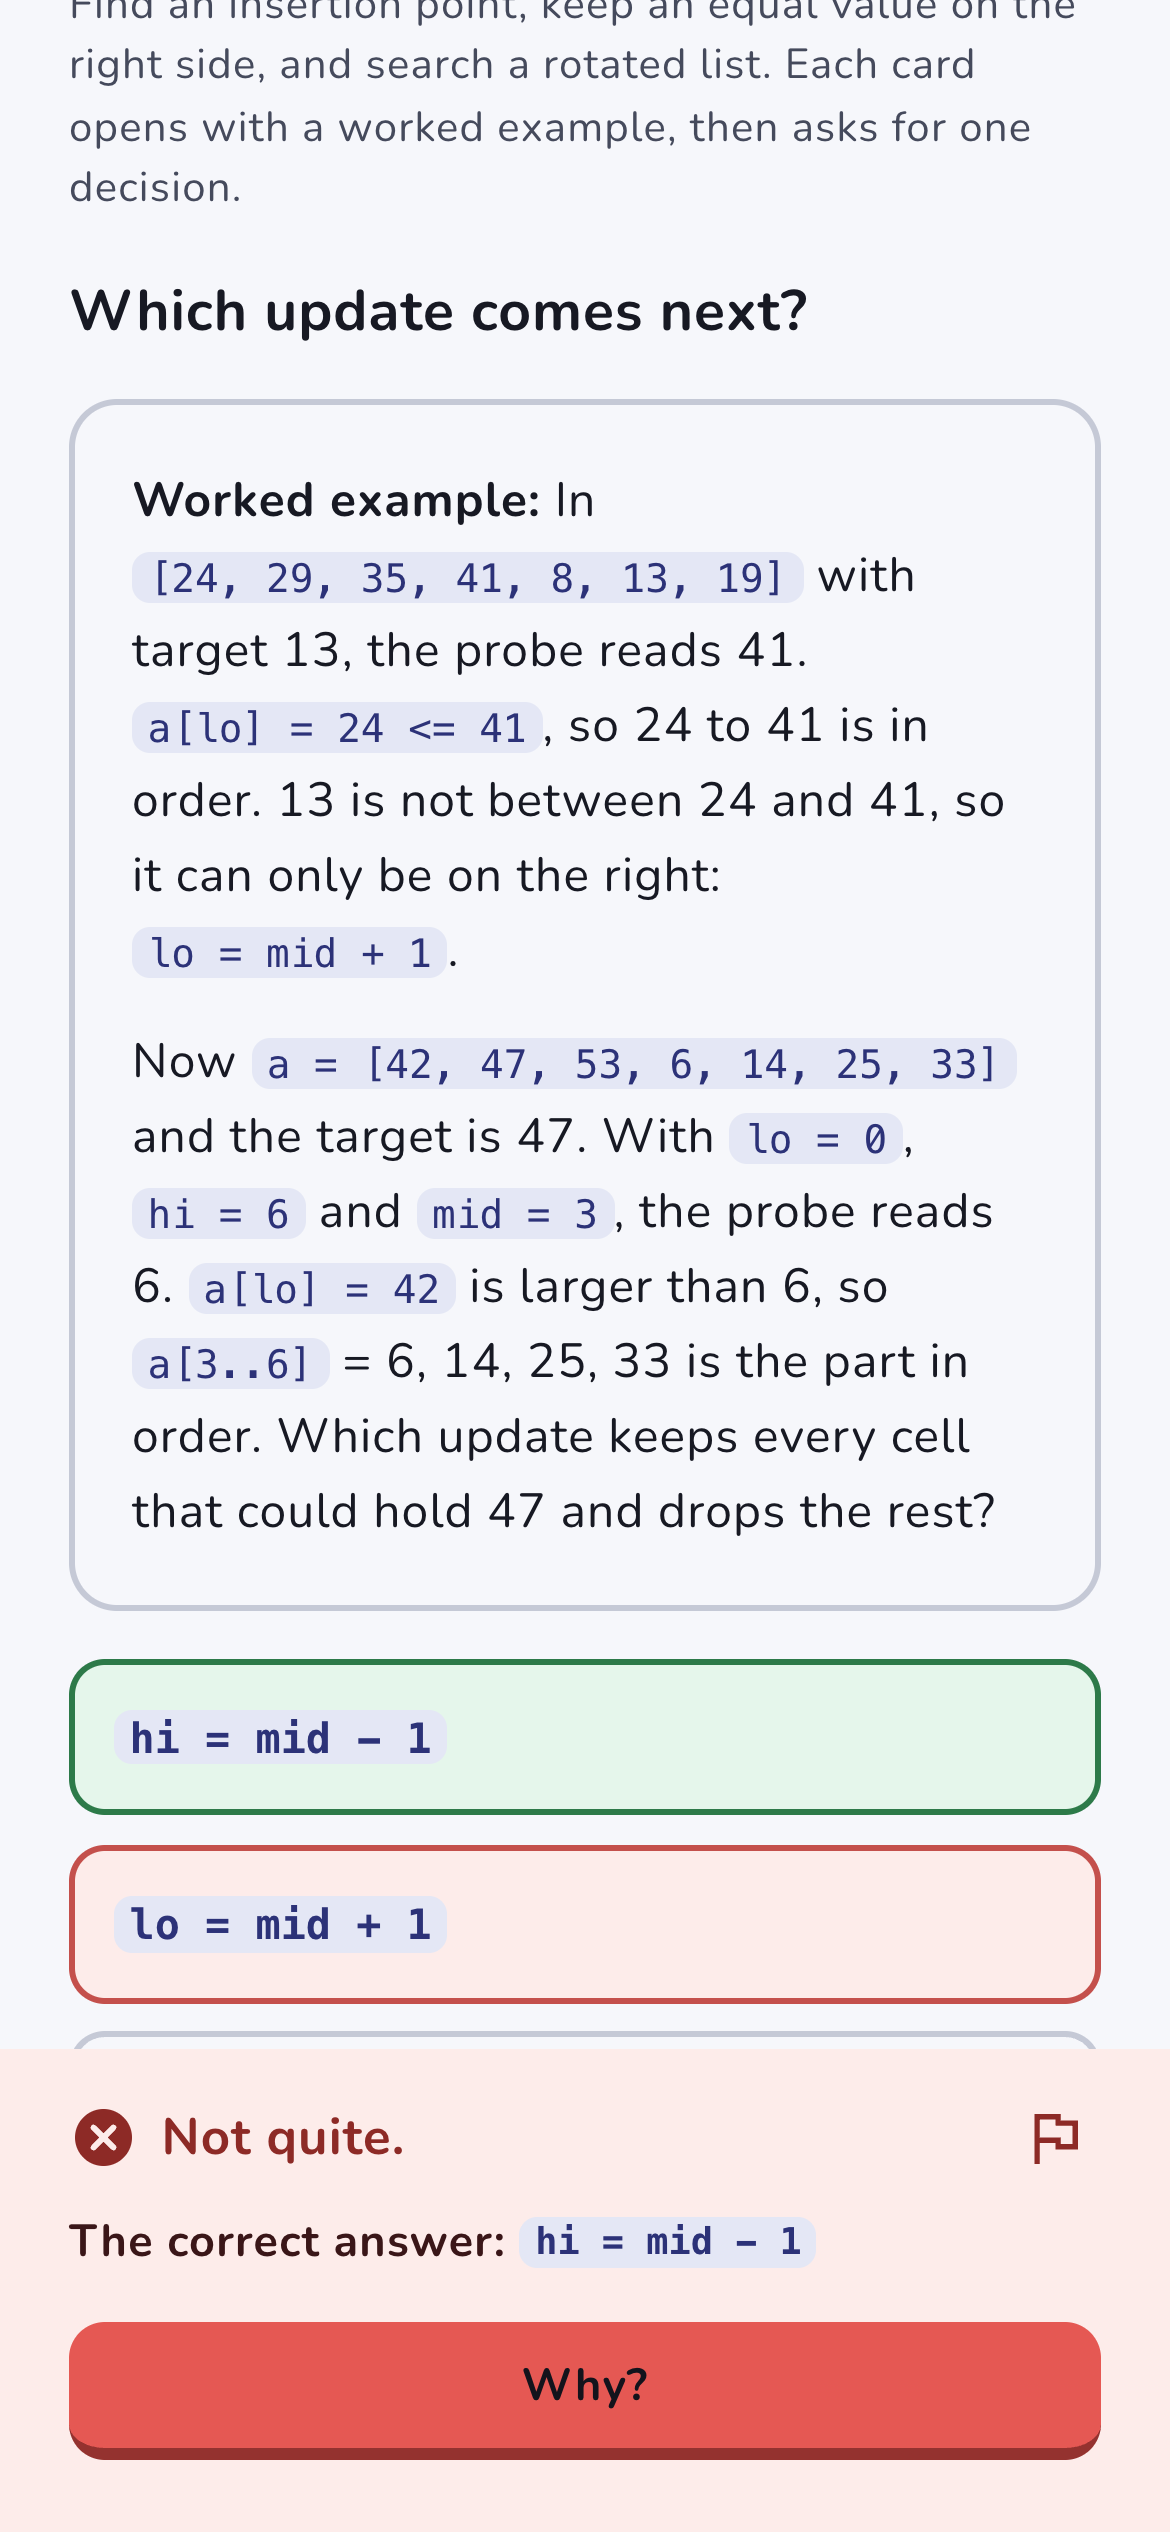 Find an insertion point, keep an equal value on the
right side, and search a rotated list. Each card
opens with a worked example, then asks for one
decision.
Which update comes next?
Worked example: In
[24, 29, 35, 41, 8, 13, 19] with
target 13, the probe reads 41.
a[lo] = 24 <= 41, so 24 to 41 is in
order. 13 is not between 24 and 41, so
it can only be on the right:
lo = mid + 1.
Now a = [42, 47, 53, 6, 14, 25, 33]
and the target is 47. With lo = 0,
hi = 6 and mid = 3, the probe reads
6. a[lo] = 42 is larger than 6, so
a[3..6] = 6, 14, 25, 33 is the part in
order. Which update keeps every cell
that could hold 47 and drops the rest?
hi = mid - 1
lo = mid + 1
Not quite.
The correct answer: hi = mid - 1
Why?